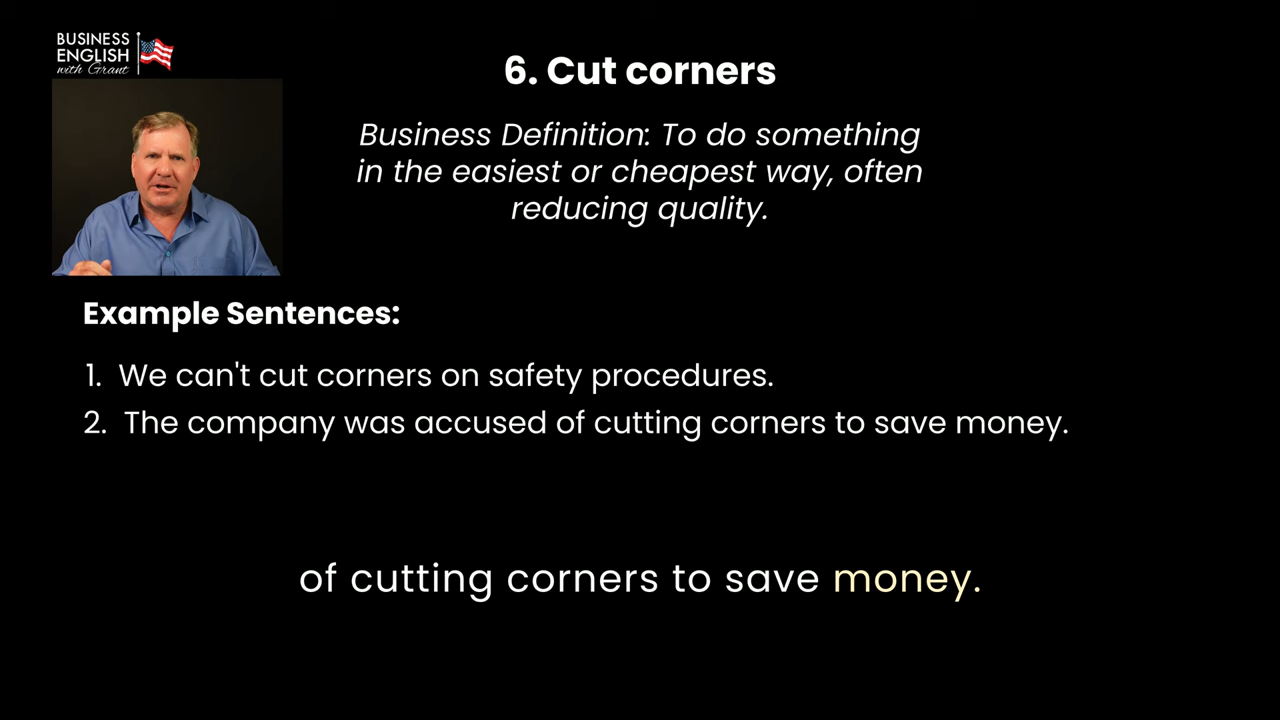 BUSINESS
ENGLISH
with Grant
6. Cut corners
Business Definition: To do something
in the easiest or cheapest way, often
reducing quality.
Example Sentences:
1. We can't cut corners on safety procedures.
2. The company was accused of cutting corners to save money.
of cutting corners to save money.